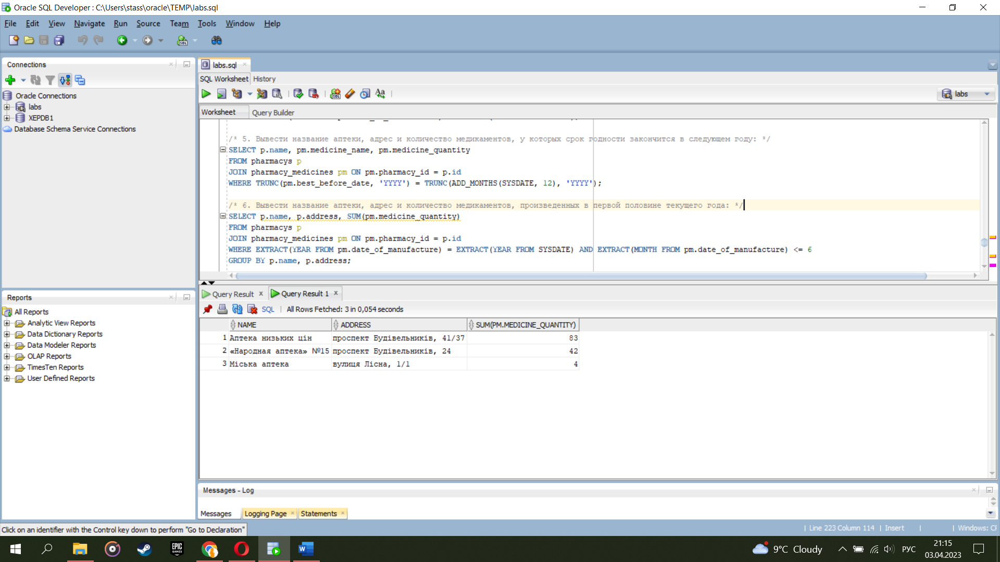 Oracle SQL Developer : C:\Users\stass\oracle\TEMP\labs.sql
File Edit View Navigate Run Source Team Tools Window Help
Connections
Oracle Connections
labs
XEPDB1
Database Schema Service Connections
Reports
All Reports
Analytic View Reports
Data Dictionary Reports
Data Modeler Reports
OLAP Reports
TimesTen Reports
User Defined Reports
labs.sql
SQL Worksheet History
labs
Worksheet Query Builder
/* 5. Вывести название аптеки, адрес и количество медикаментов, у которых срок годности закончится в следующем году: */
SELECT p.name, pm.medicine_name, pm.medicine_quantity
FROM pharmacys p
JOIN pharmacy_medicines pm ON pm.pharmacy_id = p.id
WHERE TRUNC(pm.best_before_date, 'YYYY') = TRUNC(ADD_MONTHS(SYSDATE, 12), 'YYYY');
/* 6. Вывести название аптеки, адрес и количество медикаментов, произведенных в первой половине текущего года: */
SELECT p.name, p.address, SUM(pm.medicine_quantity)
FROM pharmacys p
JOIN pharmacy_medicines pm ON pm.pharmacy_id = p.id
WHERE EXTRACT(YEAR FROM pm.date_of_manufacture) = EXTRACT(YEAR FROM SYSDATE) AND EXTRACT(MONTH FROM pm.date_of_manufacture) <= 6
GROUP BY p.name, p.address;
Query Result Query Result 1
SQL All Rows Fetched: 3 in 0,054 seconds
NAME ADDRESS SUM(PM.MEDICINE_QUANTITY)
1 Аптека низьких цін проспект Будівельників, 41/37 83
2 «Народная аптека» №15 проспект Будівельників, 24 42
3 Міська аптека вулиця Лісна, 1/1 4
Messages - Log
Messages Logging Page Statements
Click on an identifier with the Control key down to perform "Go to Declaration"
Line 223 Column 114 Insert Windows: CF
EPIC GAMES
9°C Cloudy
РУС
21:15
03.04.2023